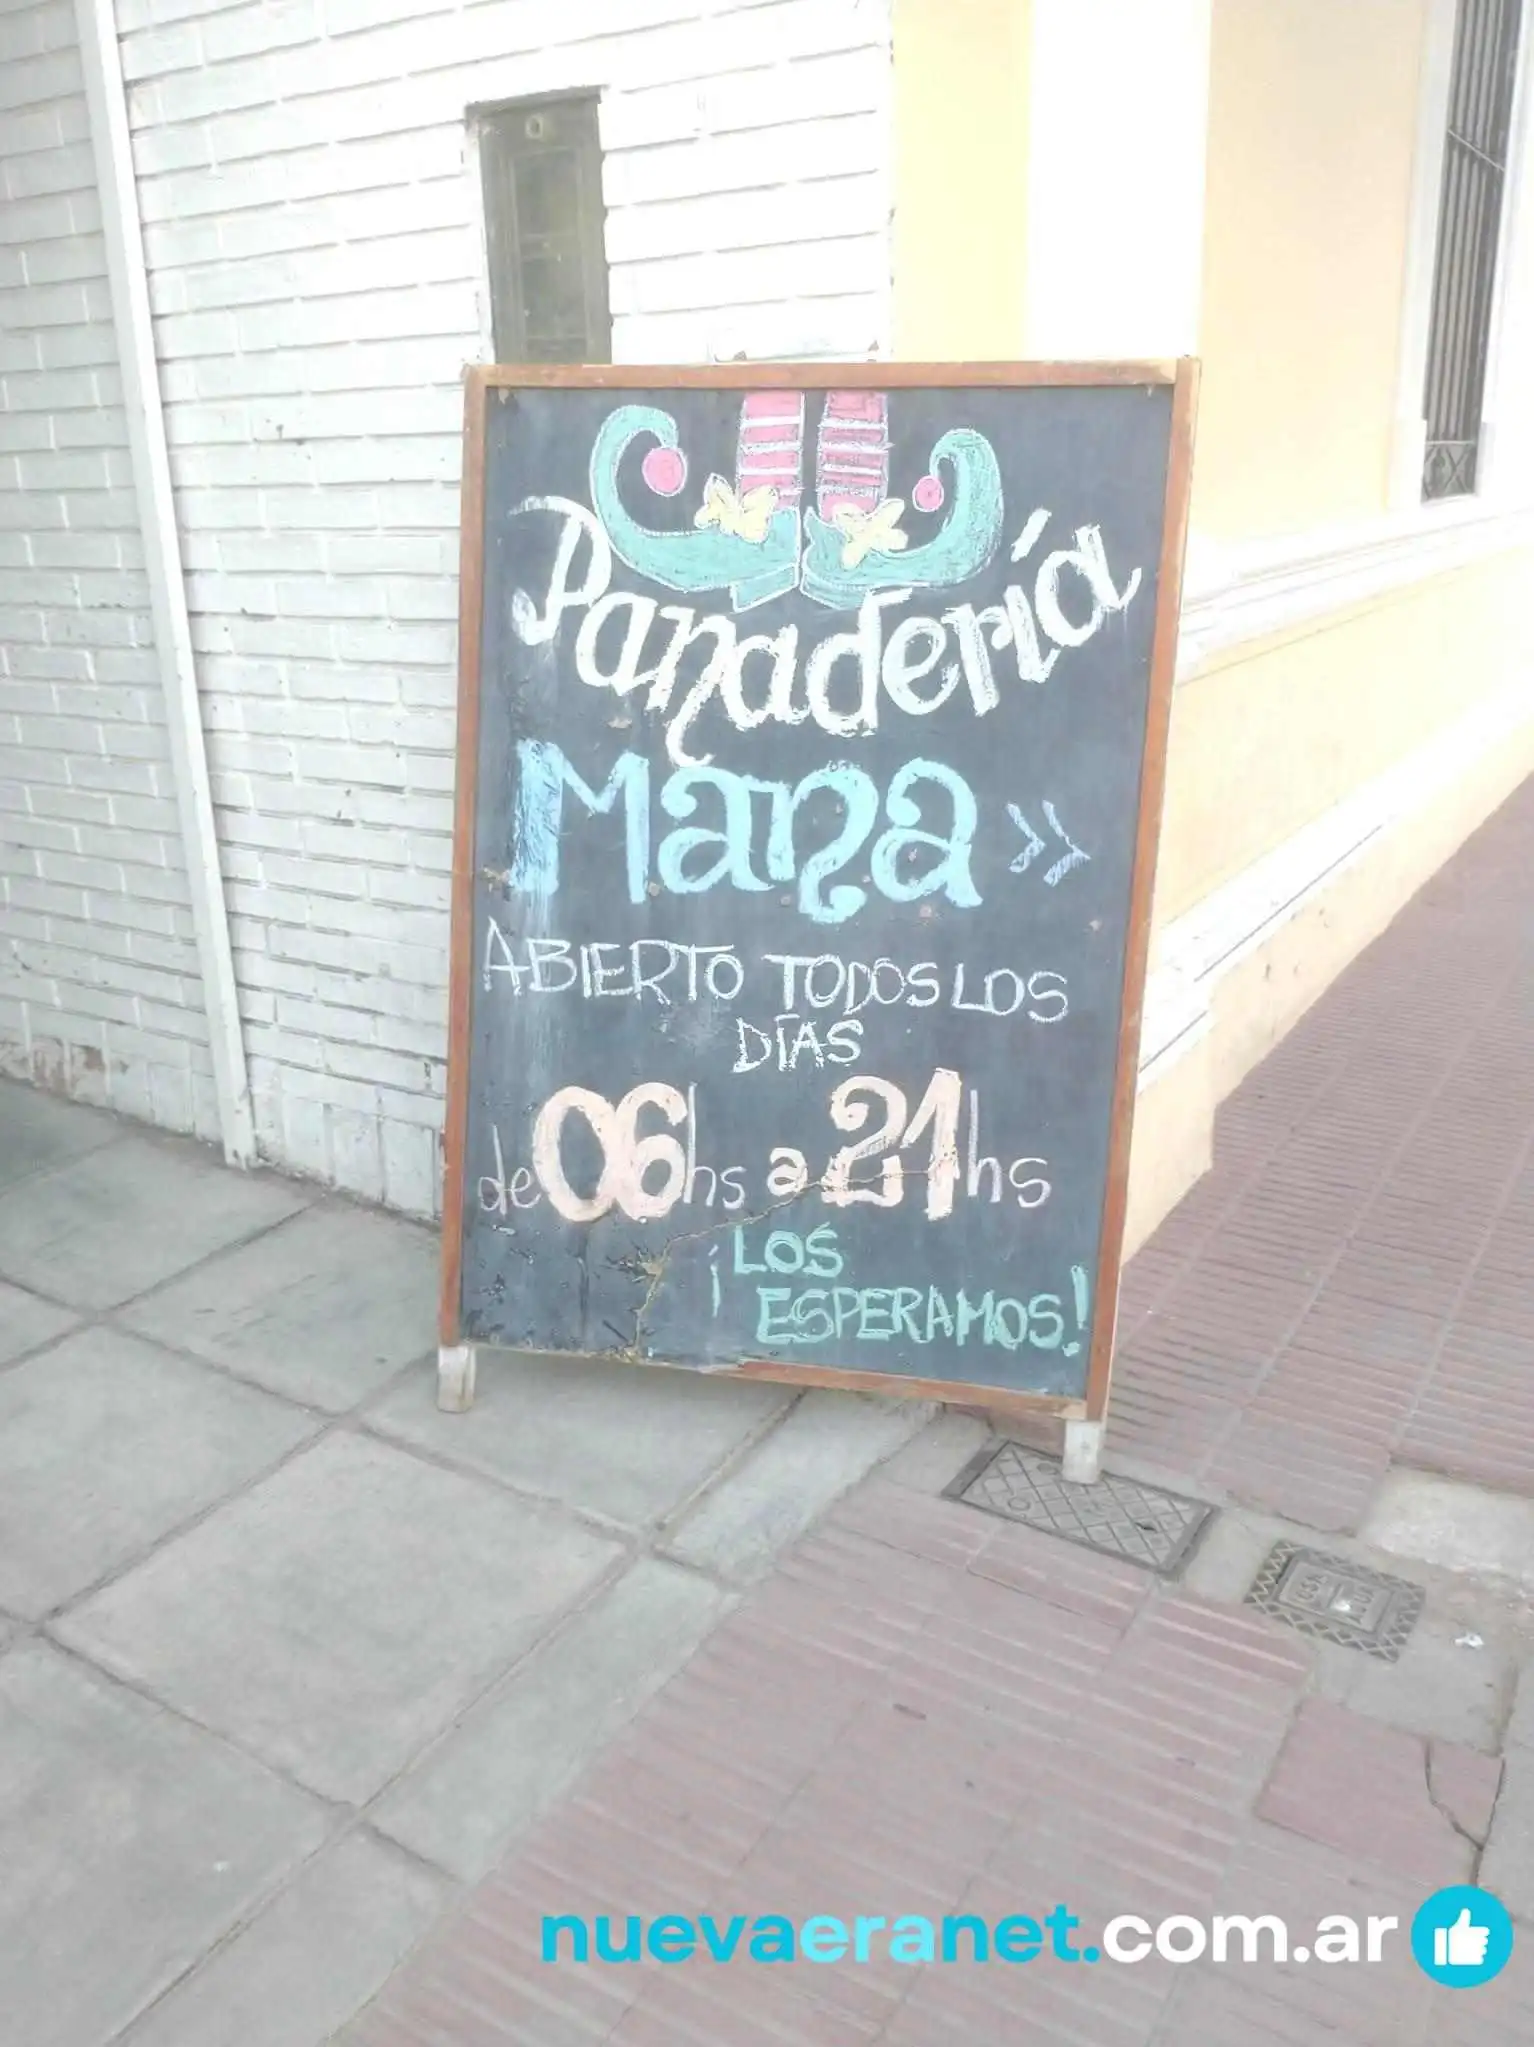 Panadería
Mana >>
ABIERTO TODOS LOS
DÍAS
de 06hs a 21hs
¡LOS
ESPERAMOS!
nuevaeranet.com.ar